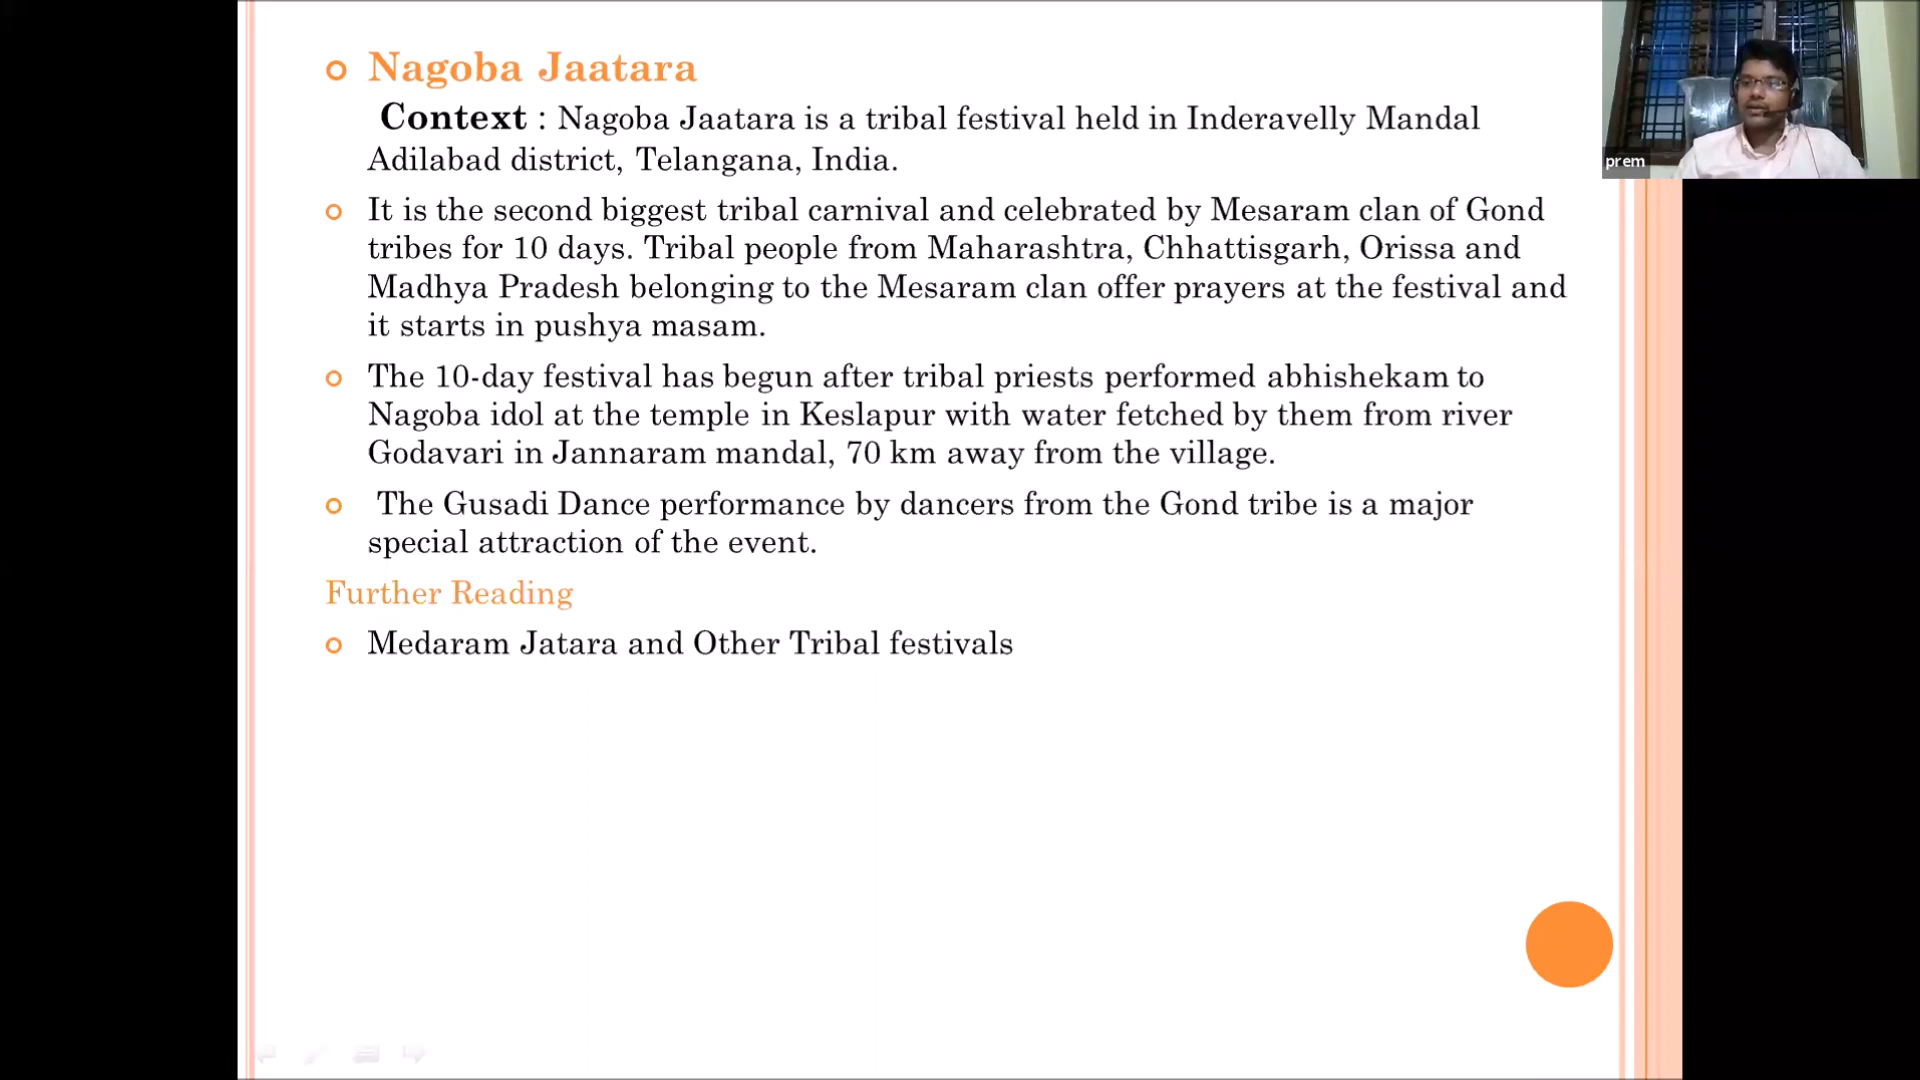 Nagoba Jaatara
Context : Nagoba Jaatara is a tribal festival held in Inderavelly Mandal
Adilabad district, Telangana, India.
It is the second biggest tribal carnival and celebrated by Mesaram clan of Gond
tribes for 10 days. Tribal people from Maharashtra, Chhattisgarh, Orissa and
Madhya Pradesh belonging to the Mesaram clan offer prayers at the festival and
it starts in pushya masam.
The 10-day festival has begun after tribal priests performed abhishekam to
Nagoba idol at the temple in Keslapur with water fetched by them from river
Godavari in Jannaram mandal, 70 km away from the village.
The Gusadi Dance performance by dancers from the Gond tribe is a major
special attraction of the event.
Further Reading
Medaram Jatara and Other Tribal festivals
prem